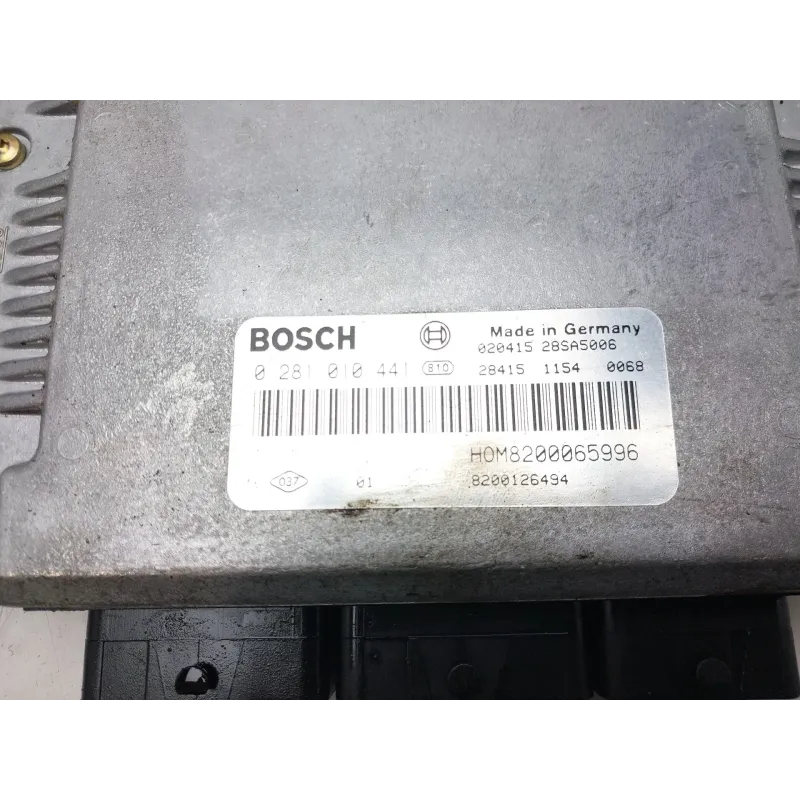 BOSCH Made in Germany
020415 28SA5006
0 281 010 441 810 28415 1154 0068
HOM8200065996
037 01 8200126494